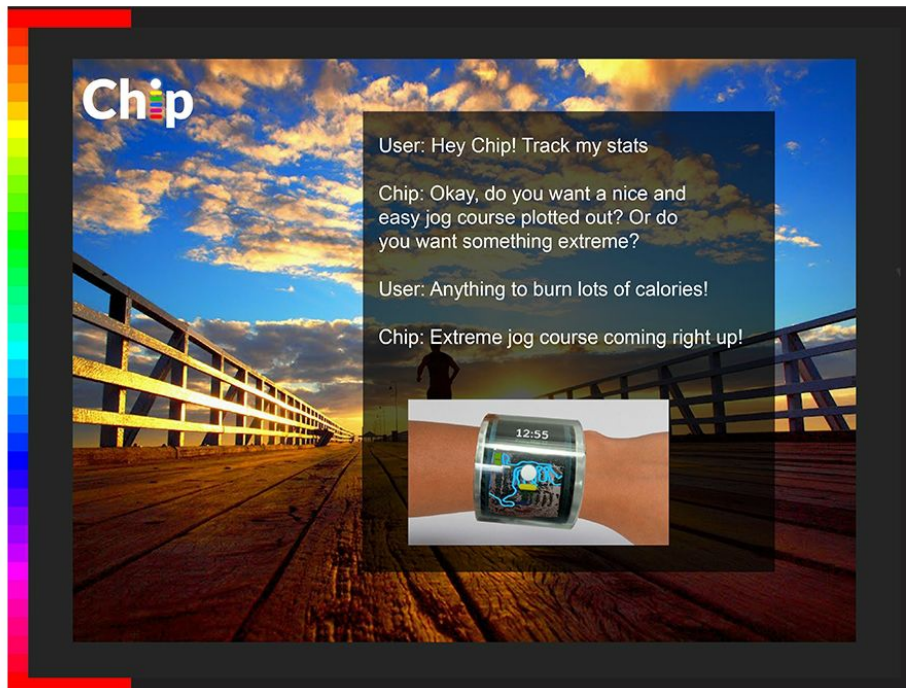 Chip
User: Hey Chip! Track my stats
Chip: Okay, do you want a nice and
easy jog course plotted out? Or do
you want something extreme?
User: Anything to burn lots of calories!
Chip: Extreme jog course coming right up!
12:55